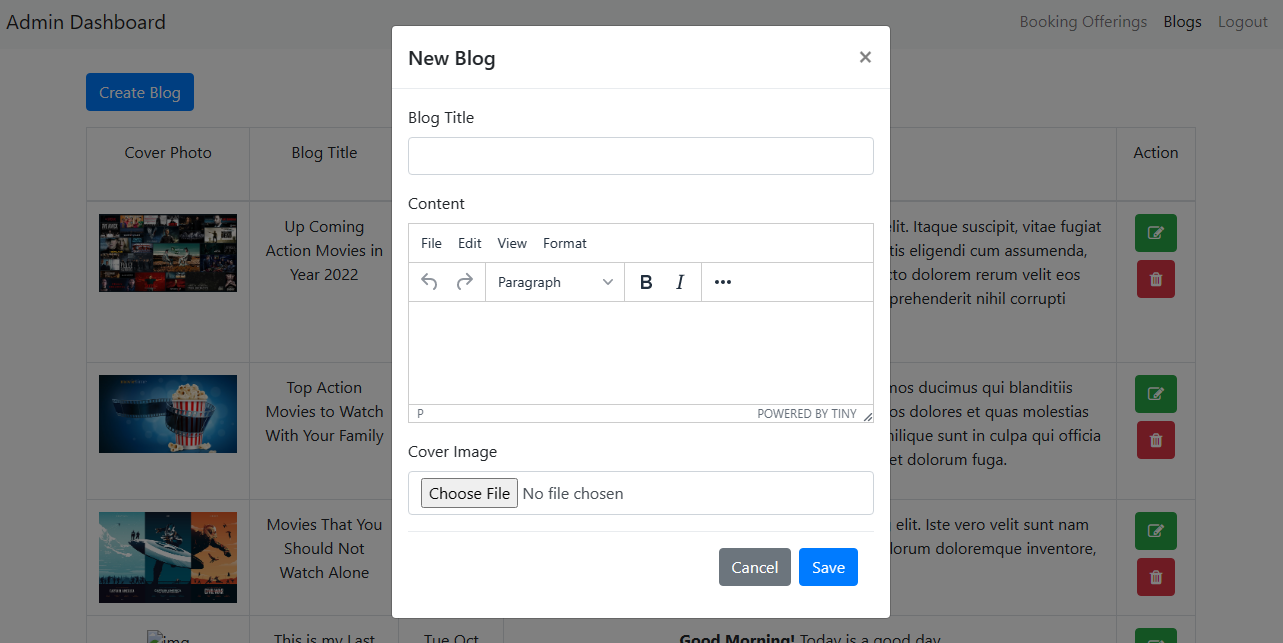 Admin Dashboard
Booking Offerings Blogs Logout
Create Blog
New Blog
×
Blog Title
Content
File Edit View Format
Paragraph B I
P
POWERED BY TINY
Cover Image
Choose File No file chosen
Cancel Save
Cover Photo Blog Title Action
Up Coming
Action Movies in
Year 2022
elit. Itaque suscipit, vitae fugiat
tis eligendi cum assumenda,
cto dolorem rerum velit eos
prehenderit nihil corrupti
Top Action
Movies to Watch
With Your Family
mos ducimus qui blanditiis
os dolores et quas molestias
nilique sunt in culpa qui officia
et dolorum fuga.
Movies That You
Should Not
Watch Alone
elit. Iste vero velit sunt nam
lorum doloremque inventore,
CIVIL WAR
img
This is my Last
Tue Oct
Good Morning! Today is a good day